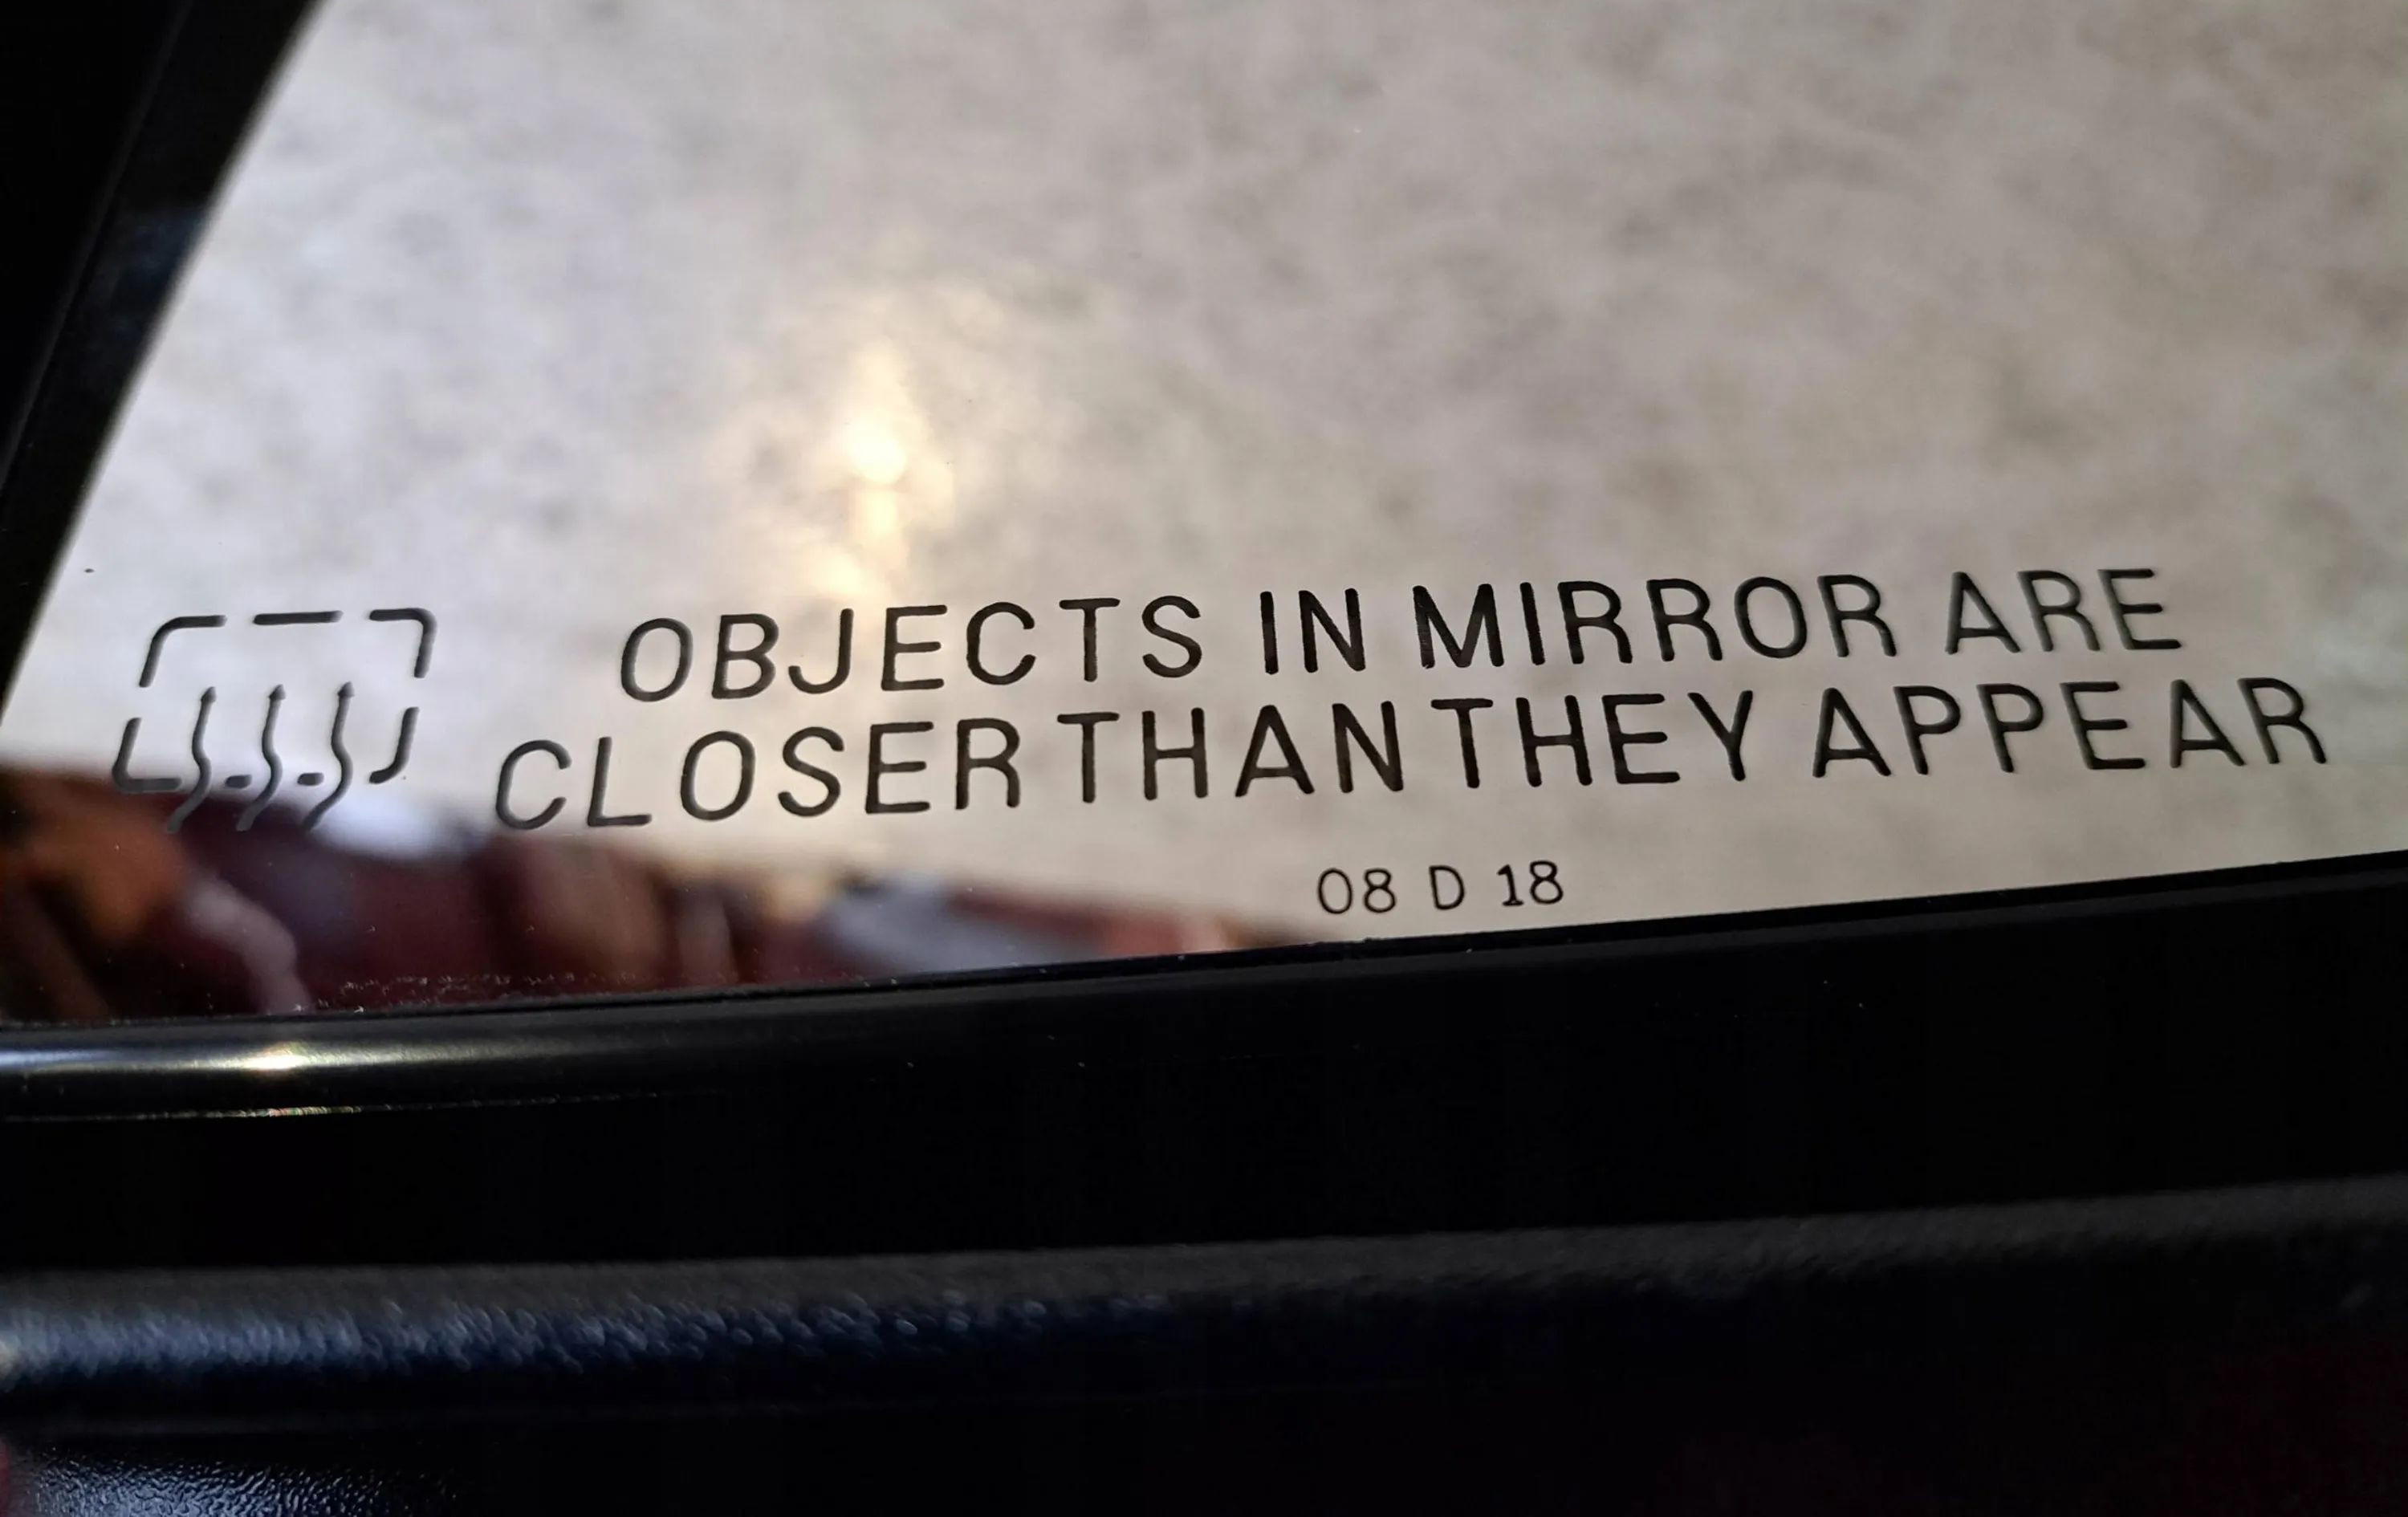 OBJECTS IN MIRROR ARE
CLOSER THAN THEY APPEAR
08 D 18